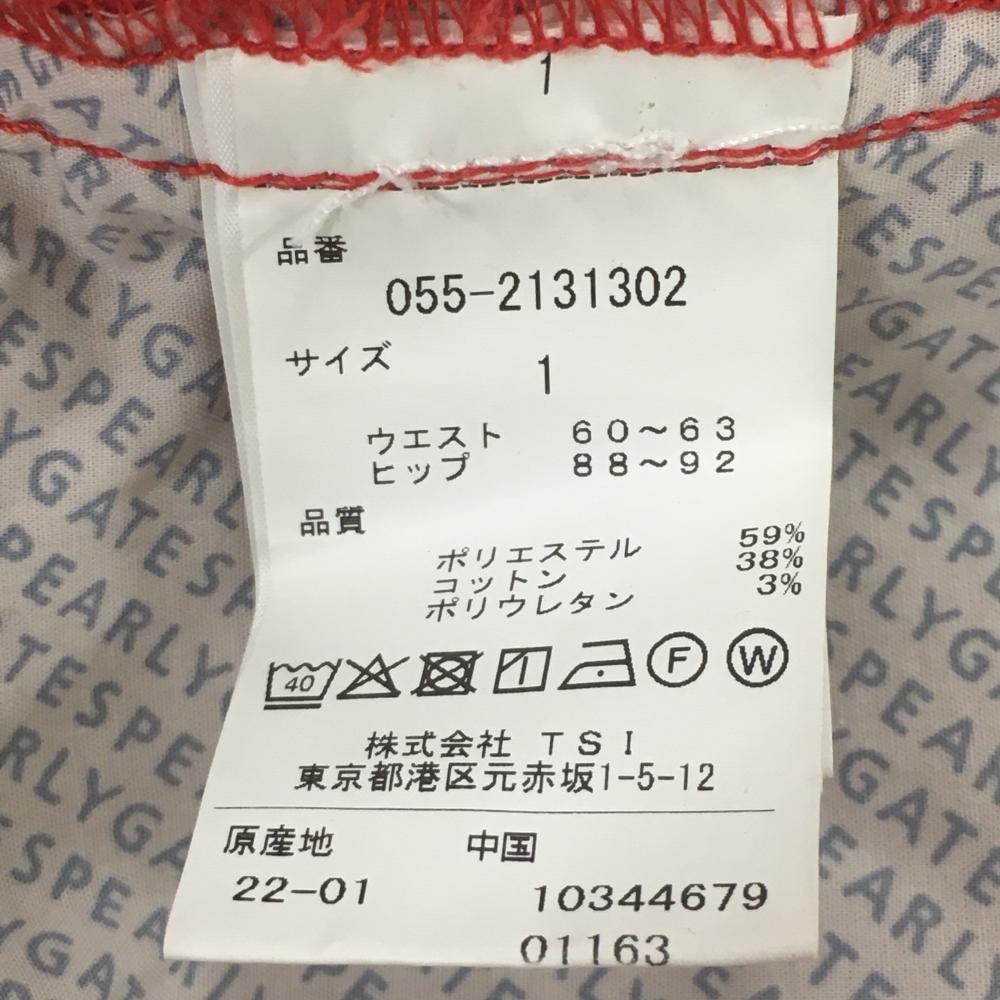 1
品番
055-2131302
サイズ
1
ウエスト 60～63
ヒップ 88～92
品質
ポリエステル 59%
コットン 38%
ポリウレタン 3%
40 F W
株式会社 TSI
東京都港区元赤坂1-5-12
原産地 中国
22-01 10344679
01163
PEARLYGATES